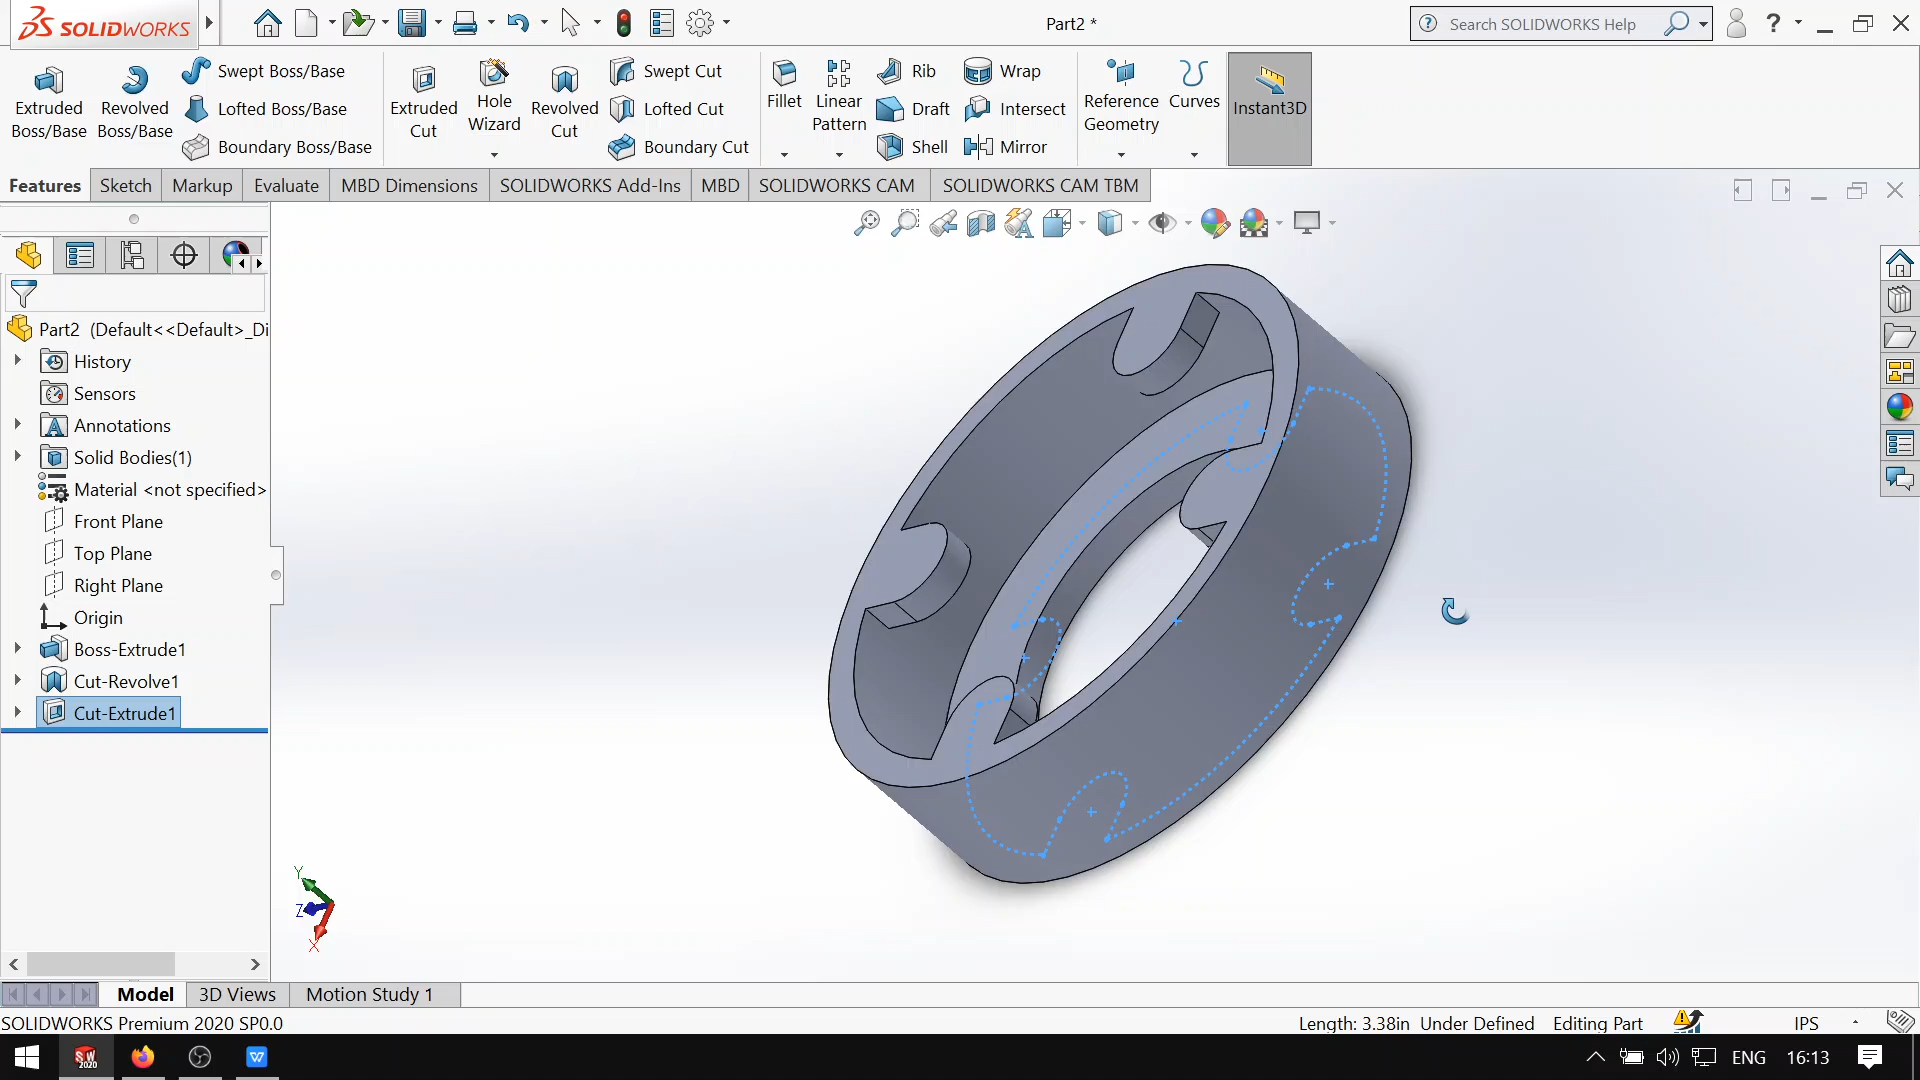 SOLIDWORKS
Part2 *
Search SOLIDWORKS Help
?
Extruded
Boss/Base
Revolved
Boss/Base
Swept Boss/Base
Lofted Boss/Base
Boundary Boss/Base
Extruded
Cut
Hole
Wizard
Revolved
Cut
Swept Cut
Lofted Cut
Boundary Cut
Fillet
Linear
Pattern
Rib
Draft
Shell
Wrap
Intersect
Mirror
Reference
Geometry
Curves
Instant3D
Features
Sketch
Markup
Evaluate
MBD Dimensions
SOLIDWORKS Add-Ins
MBD
SOLIDWORKS CAM
SOLIDWORKS CAM TBM
Part2 (Default<<Default>_Di
History
Sensors
Annotations
Solid Bodies(1)
Material <not specified>
Front Plane
Top Plane
Right Plane
Origin
Boss-Extrude1
Cut-Revolve1
Cut-Extrude1
Y
Z
X
Model
3D Views
Motion Study 1
SOLIDWORKS Premium 2020 SP0.0
Length: 3.38in
Under Defined
Editing Part
IPS
SW
2020
W
ENG
16:13